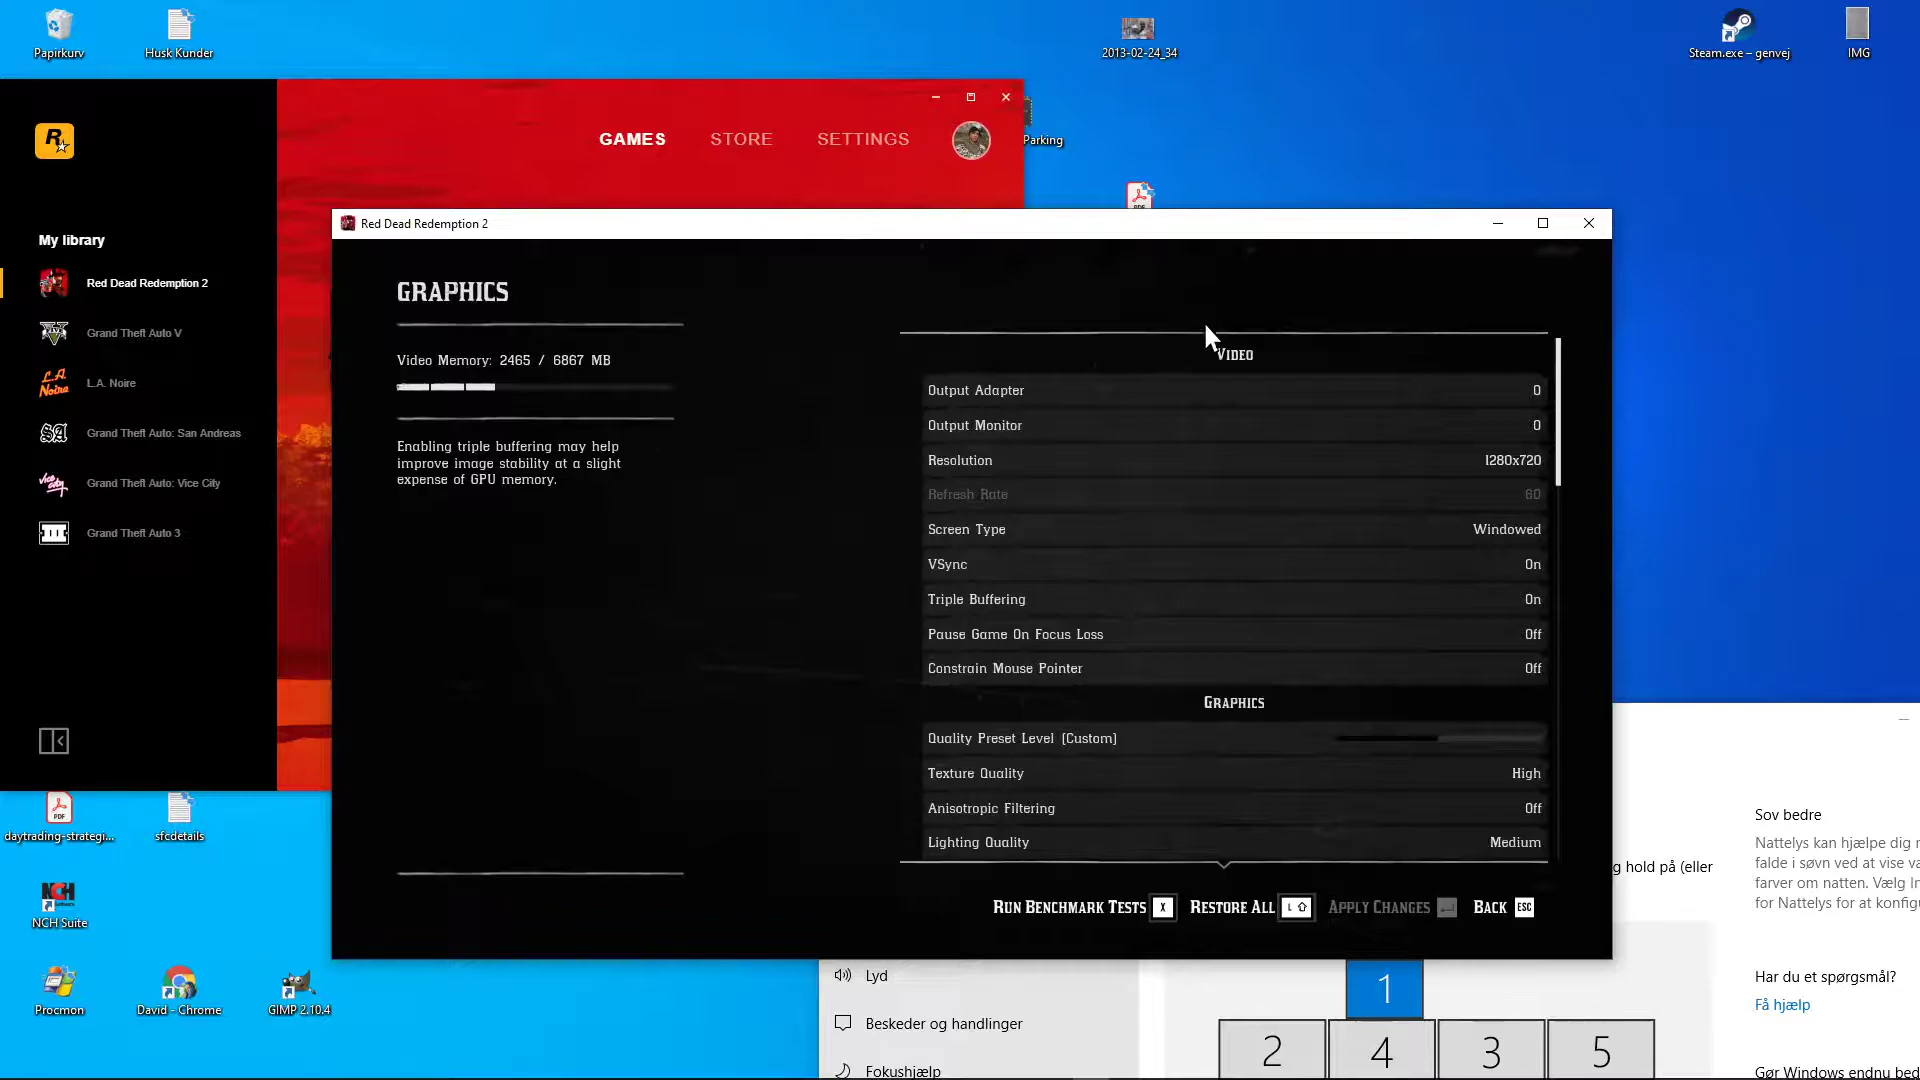 Papirkurv
Husk Kunder
2013-02-24_34
Steam.exe – genvej
IMG
GAMES
STORE
SETTINGS
Parking
My library
Red Dead Redemption 2
Grand Theft Auto V
L.A. Noire
Grand Theft Auto: San Andreas
Grand Theft Auto: Vice City
Grand Theft Auto 3
PDF
Red Dead Redemption 2
GRAPHICS
Video Memory: 2465 / 6867 MB
Enabling triple buffering may help
improve image stability at a slight
expense of GPU memory.
VIDEO
Output Adapter 0
Output Monitor 0
Resolution 1280x720
Refresh Rate 60
Screen Type Windowed
VSync On
Triple Buffering On
Pause Game On Focus Loss Off
Constrain Mouse Pointer Off
GRAPHICS
Quality Preset Level (Custom)
Texture Quality High
Anisotropic Filtering Off
Lighting Quality Medium
RUN BENCHMARK TESTS X RESTORE ALL L APPLY CHANGES BACK ESC
PDF
daytrading-strategi...
sfcdetails
NCH
NCH Suite
Procmon
David - Chrome
GIMP 2.10.4
Lyd
Beskeder og handlinger
Fokushjælp
1
2 4 3 5
g hold på (eller
Sov bedre
Nattelys kan hjælpe dig
falde i søvn ved at vise
farver om natten. Vælg
for Nattelys for at
Har du et spørgsmål?
Få hjælp
Gør Windows endnu